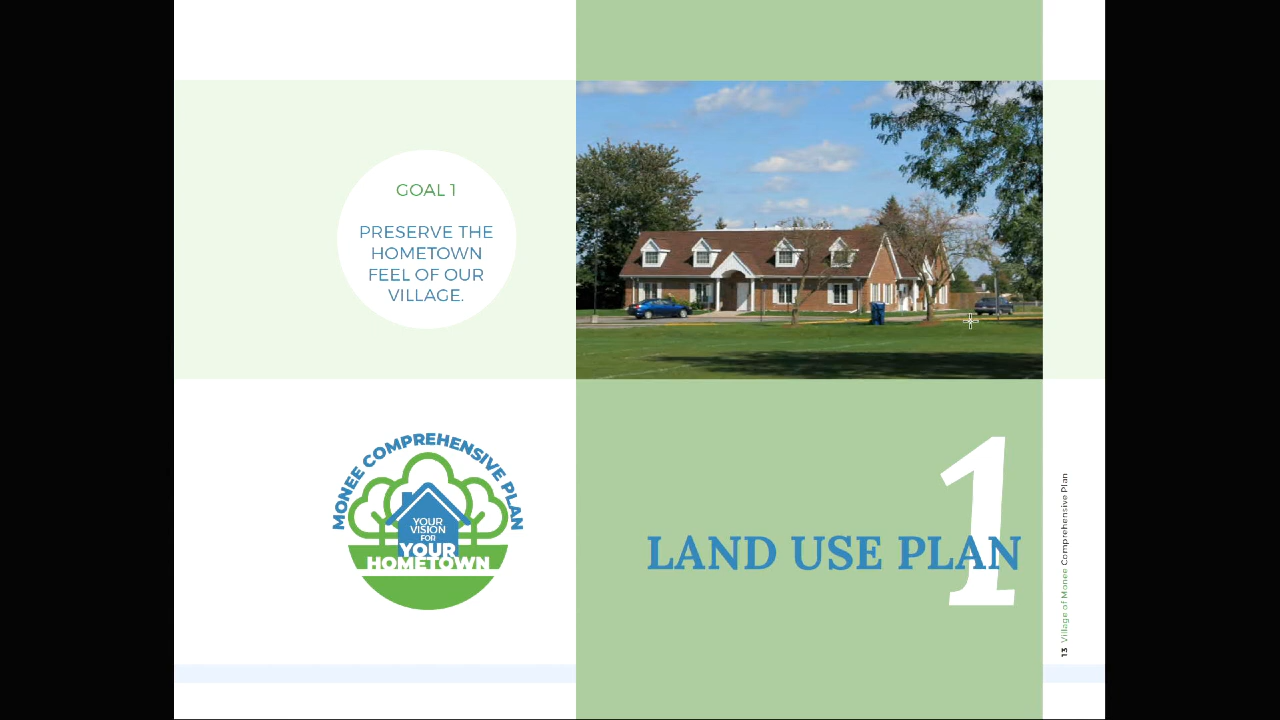 GOAL 1
PRESERVE THE
HOMETOWN
FEEL OF OUR
VILLAGE.
MONEE COMPREHENSIVE PLAN
YOUR
VISION
FOR
YOUR
HOMETOWN
1
LAND USE PLAN
13 Village of Monee Comprehensive Plan